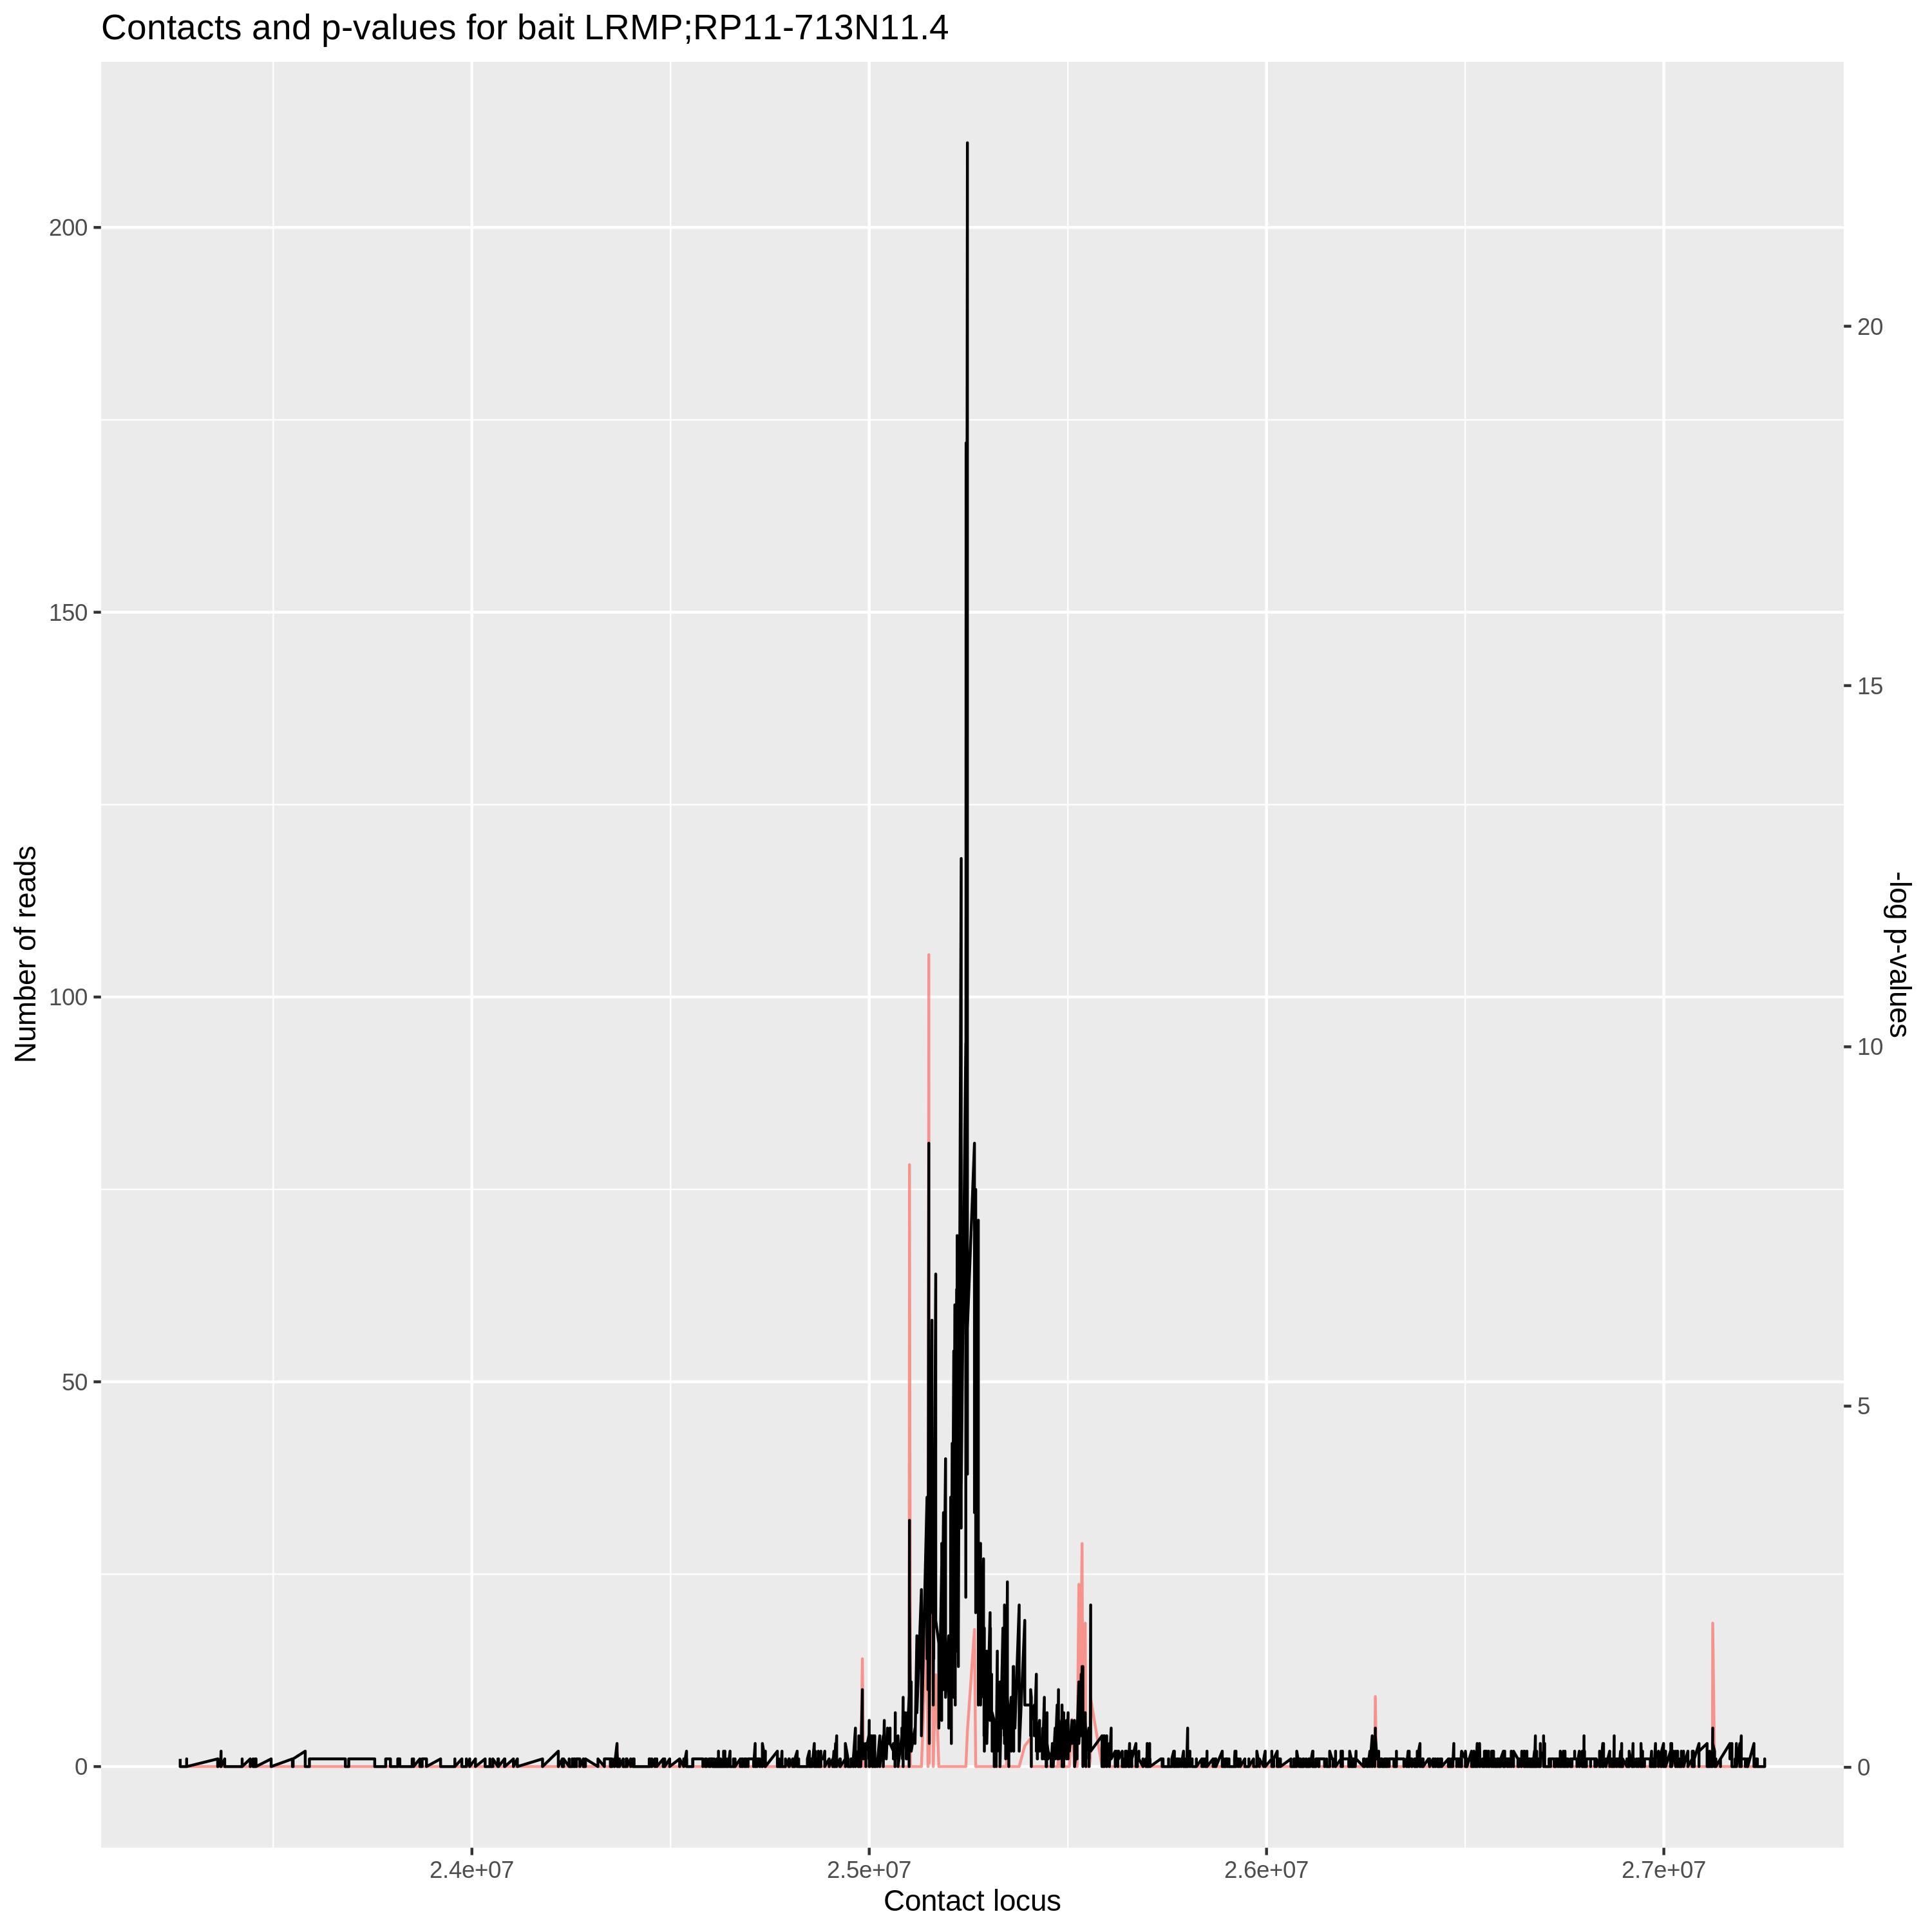 Contacts and p-values for bait LRMP;RP11-713N11.4
Number of reads
200
150
100
50
0
20
15
10
5
0
-log p-values
2.4e+07
2.5e+07
2.6e+07
2.7e+07
Contact locus